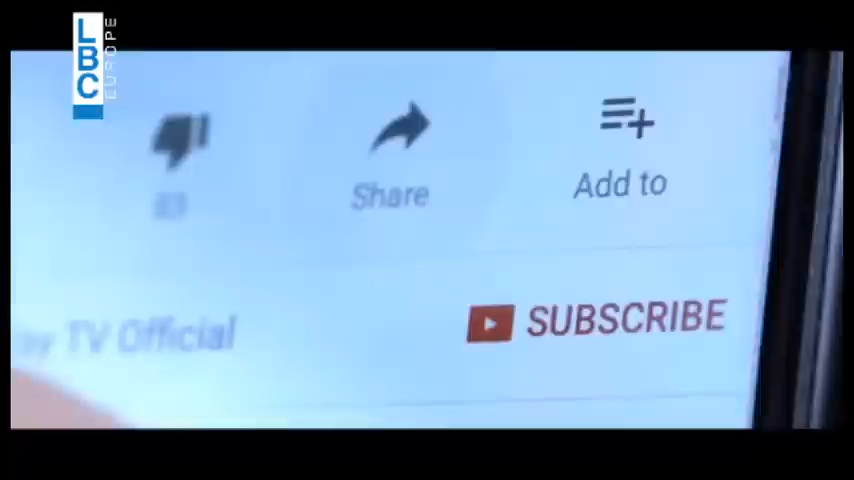 LBC
EUROPE
Share
Add to
TV Official
SUBSCRIBE